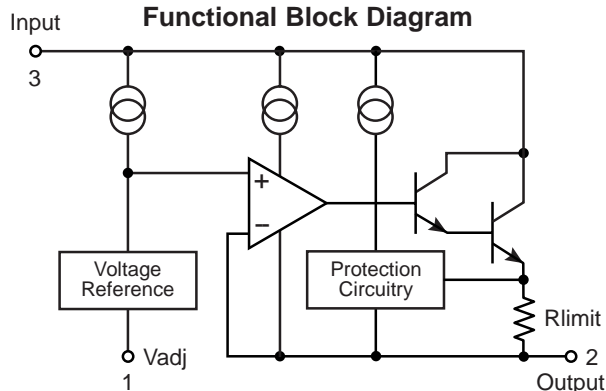 Functional Block Diagram
Input
3
+
−
Voltage
Reference
Protection
Circuitry
Rlimit
Vadj
1
2
Output